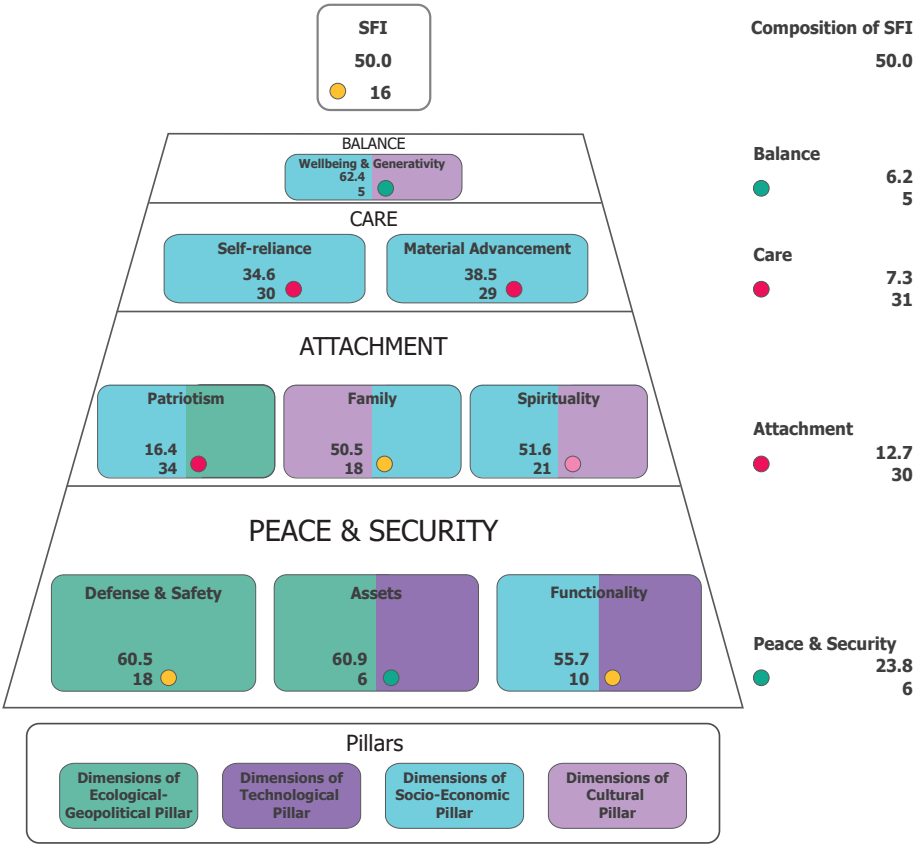 SFI
50.0
16
Composition of SFI
50.0
BALANCE
Wellbeing & Generativity
62.4
5
Balance
6.2
5
CARE
Self-reliance
34.6
30
Material Advancement
38.5
29
Care
7.3
31
ATTACHMENT
Patriotism
16.4
34
Family
50.5
18
Spirituality
51.6
21
Attachment
12.7
30
PEACE & SECURITY
Defense & Safety
60.5
18
Assets
60.9
6
Functionality
55.7
10
Peace & Security
23.8
6
Pillars
Dimensions of
Ecological-
Geopolitical Pillar
Dimensions of
Technological
Pillar
Dimensions of
Socio-Economic
Pillar
Dimensions of
Cultural
Pillar